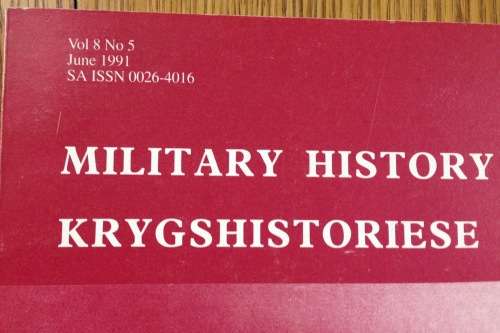 Vol 8 No 5
June 1991
SA ISSN 0026-4016
MILITARY HISTORY
KRYGSHISTORIESE